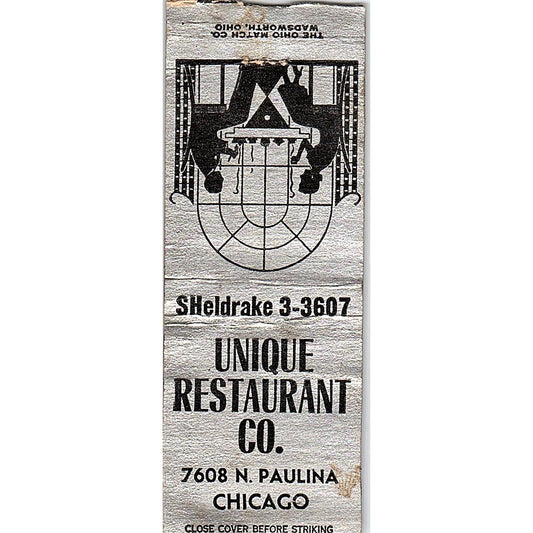 THE OHIO MATCH CO.
WADSWORTH, OHIO
SHeldrake 3-3607
UNIQUE
RESTAURANT
CO.
7608 N. PAULINA
CHICAGO
CLOSE COVER BEFORE STRIKING